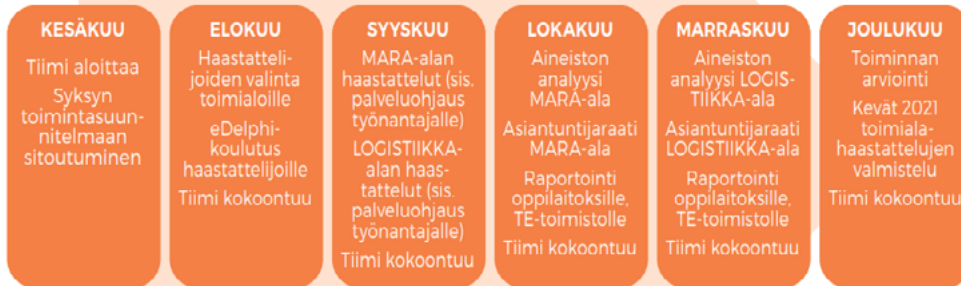 KESÄKUU
Tiimi aloittaa
Syksyn
toimintasuun-
nitelmaan
sitoutuminen
ELOKUU
Haastatteli-
joiden valinta
toimialoille
eDelphi-
koulutus
haastattelijoille
Tiimi kokoontuu
SYYSKUU
MARA-alan
haastattelut (sis.
palveluohjaus
työnantajalle)
LOGISTIIKKA-
alan haas-
tattelut (sis.
palveluohjaus
työnantajalle)
Tiimi kokoontuu
LOKAKUU
Aineiston
analyysi
MARA-ala
Asiantuntijaraati
MARA-ala
Raportointi
oppilaitoksille,
TE-toimistolle
Tiimi kokoontuu
MARRASKUU
Aineiston
analyysi LOGIS-
TIIKKA-ala
Asiantuntijaraati
LOGISTIIKKA-ala
Raportointi
oppilaitoksille,
TE-toimistolle
Tiimi kokoontuu
JOULUKUU
Toiminnan
arviointi
Kevät 2021
toimiala-
haastattelujen
valmistelu
Tiimi kokoontuu